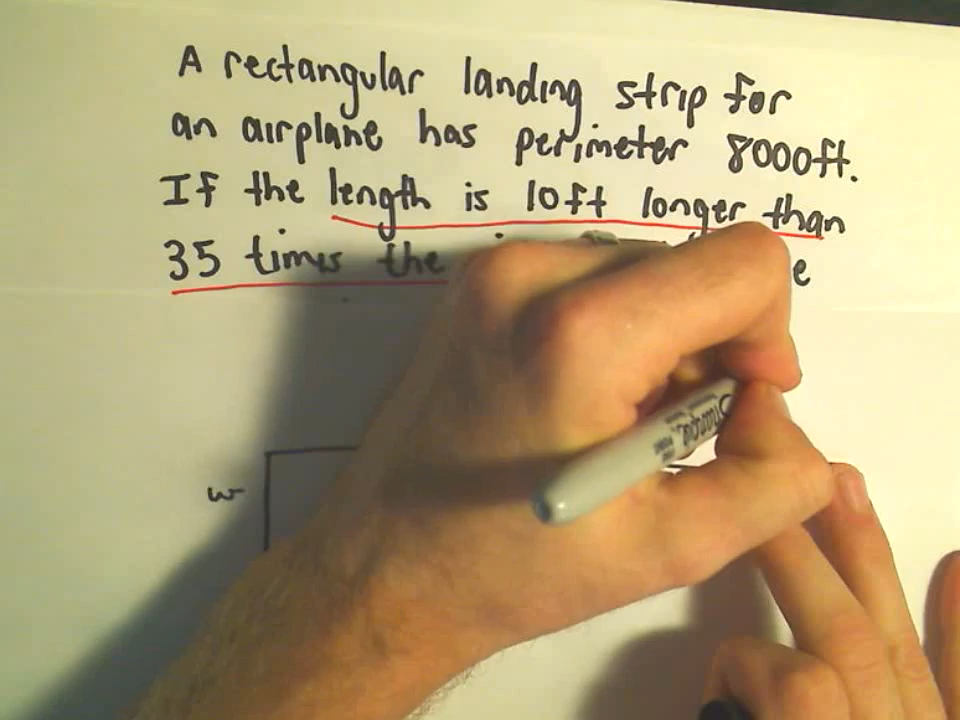 A rectangular landing strip for
an airplane has perimeter 8000ft.
If the length is 10ft longer than
35 times the
w
Sharpie